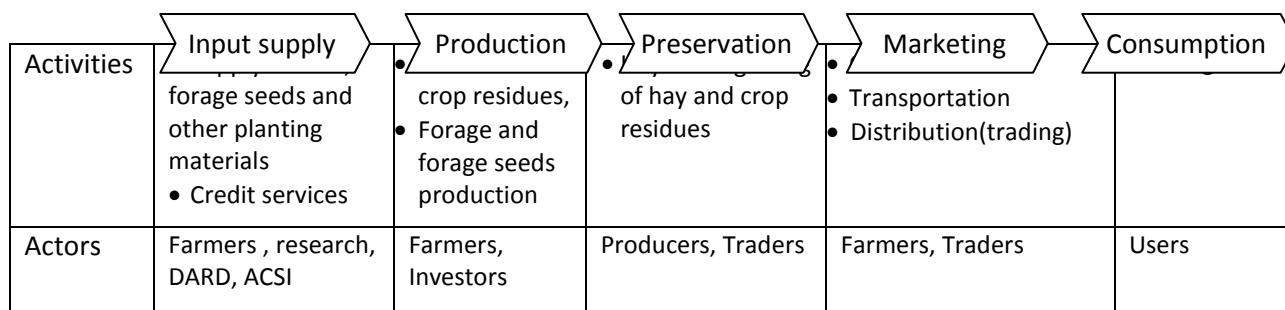 Input supply
Production
Preservation
Marketing
Consumption
Activities
forage seeds and
other planting
materials
• Credit services
crop residues,
• Forage and
forage seeds
production
of hay and crop
residues
• Transportation
• Distribution(trading)
Actors
Farmers , research,
DARD, ACSI
Farmers,
Investors
Producers, Traders
Farmers, Traders
Users